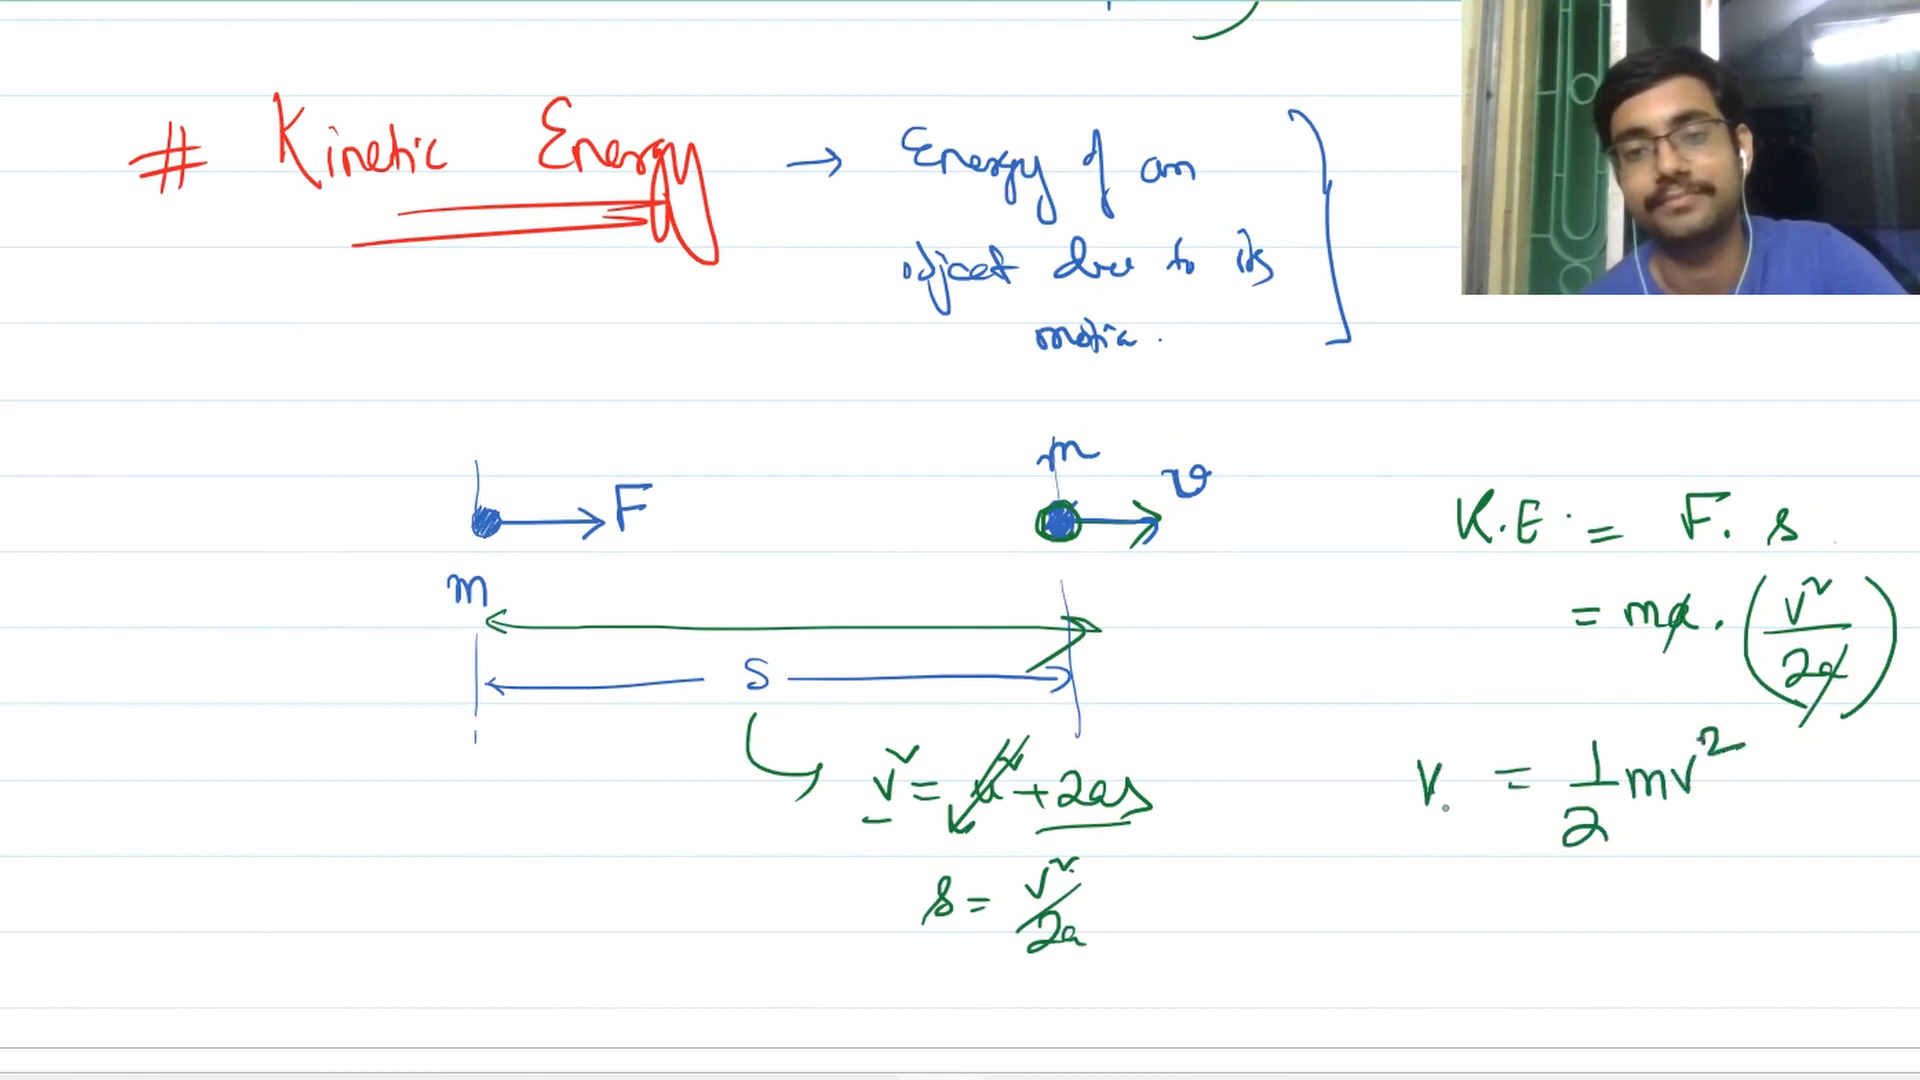 # Kinetic Energy → Energy of an
object due to its
motion.
m
F
v
m
S
K.E. = F. s
= ma . (v²/2a)
v² = u² + 2as
= 1/2 mv²
s = v²/2a